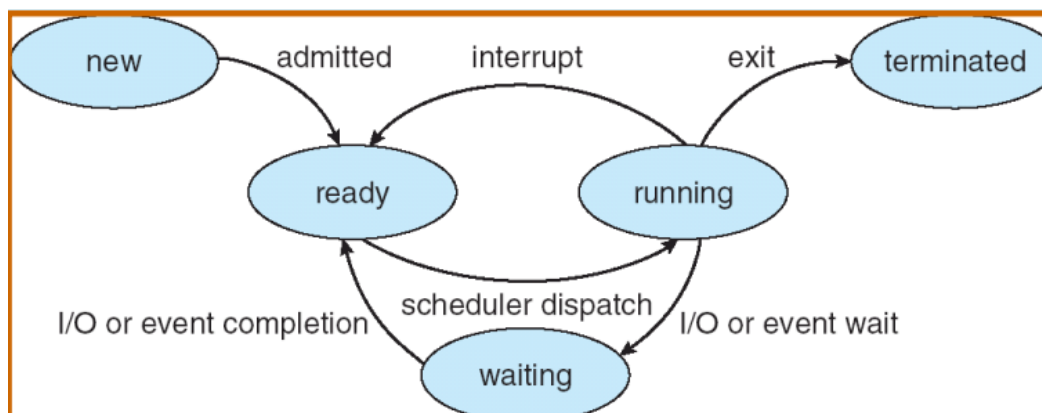 new
admitted
interrupt
exit
terminated
ready
running
scheduler dispatch
I/O or event completion
I/O or event wait
waiting